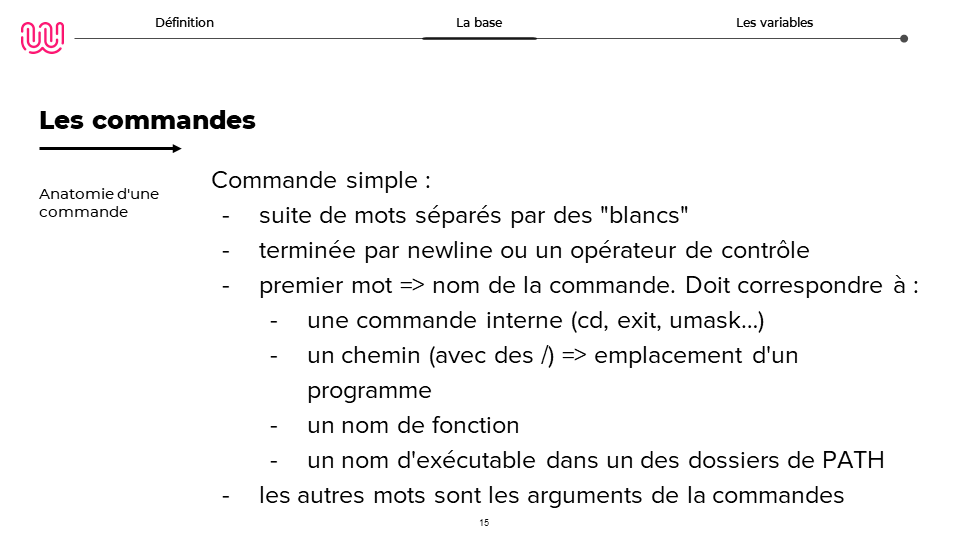 Définition
La base
Les variables
Les commandes
Anatomie d'une
commande
Commande simple :
- suite de mots séparés par des "blancs"
- terminée par newline ou un opérateur de contrôle
- premier mot => nom de la commande. Doit correspondre à :
- une commande interne (cd, exit, umask...)
- un chemin (avec des /) => emplacement d'un
programme
- un nom de fonction
- un nom d'exécutable dans un des dossiers de PATH
- les autres mots sont les arguments de la commandes
15